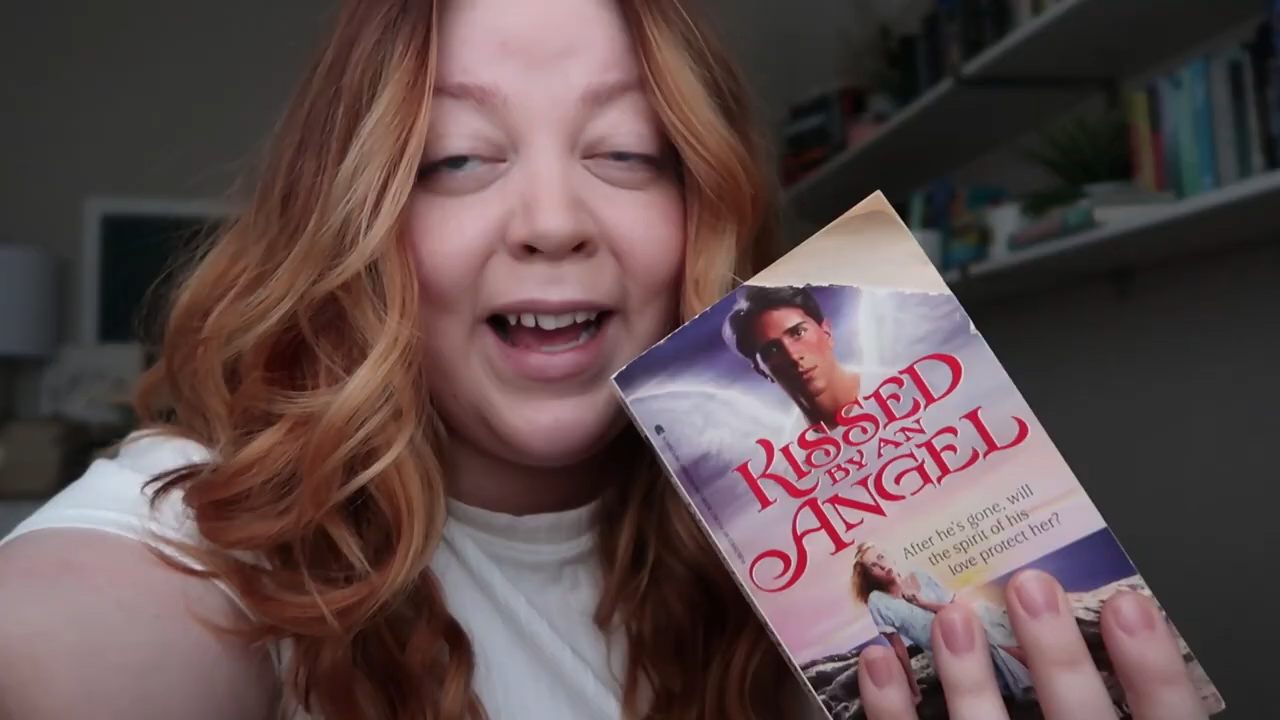 KISSED
BY AN
ANGEL
After he's gone, will
the spirit of his
love protect her?